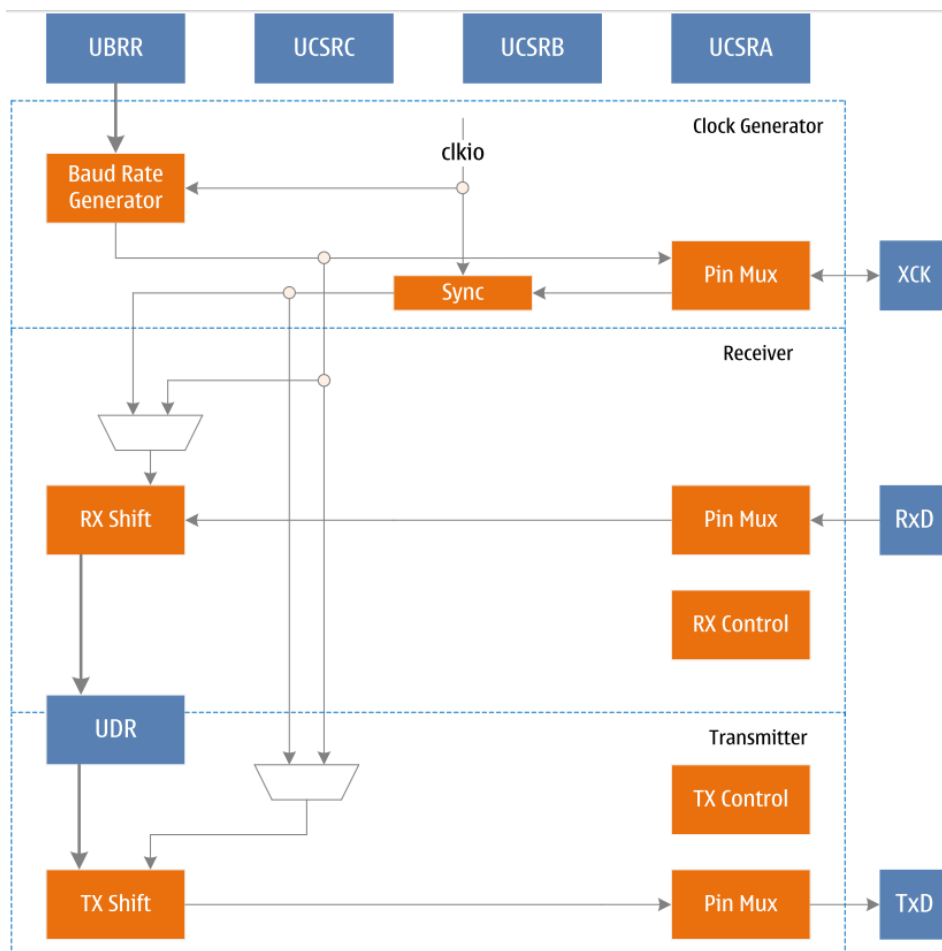 UBRR
UCSRC
UCSRB
UCSRA
Clock Generator
clkio
Baud Rate
Generator
Pin Mux
XCK
Sync
Receiver
RX Shift
Pin Mux
RxD
RX Control
UDR
Transmitter
TX Control
TX Shift
Pin Mux
TxD